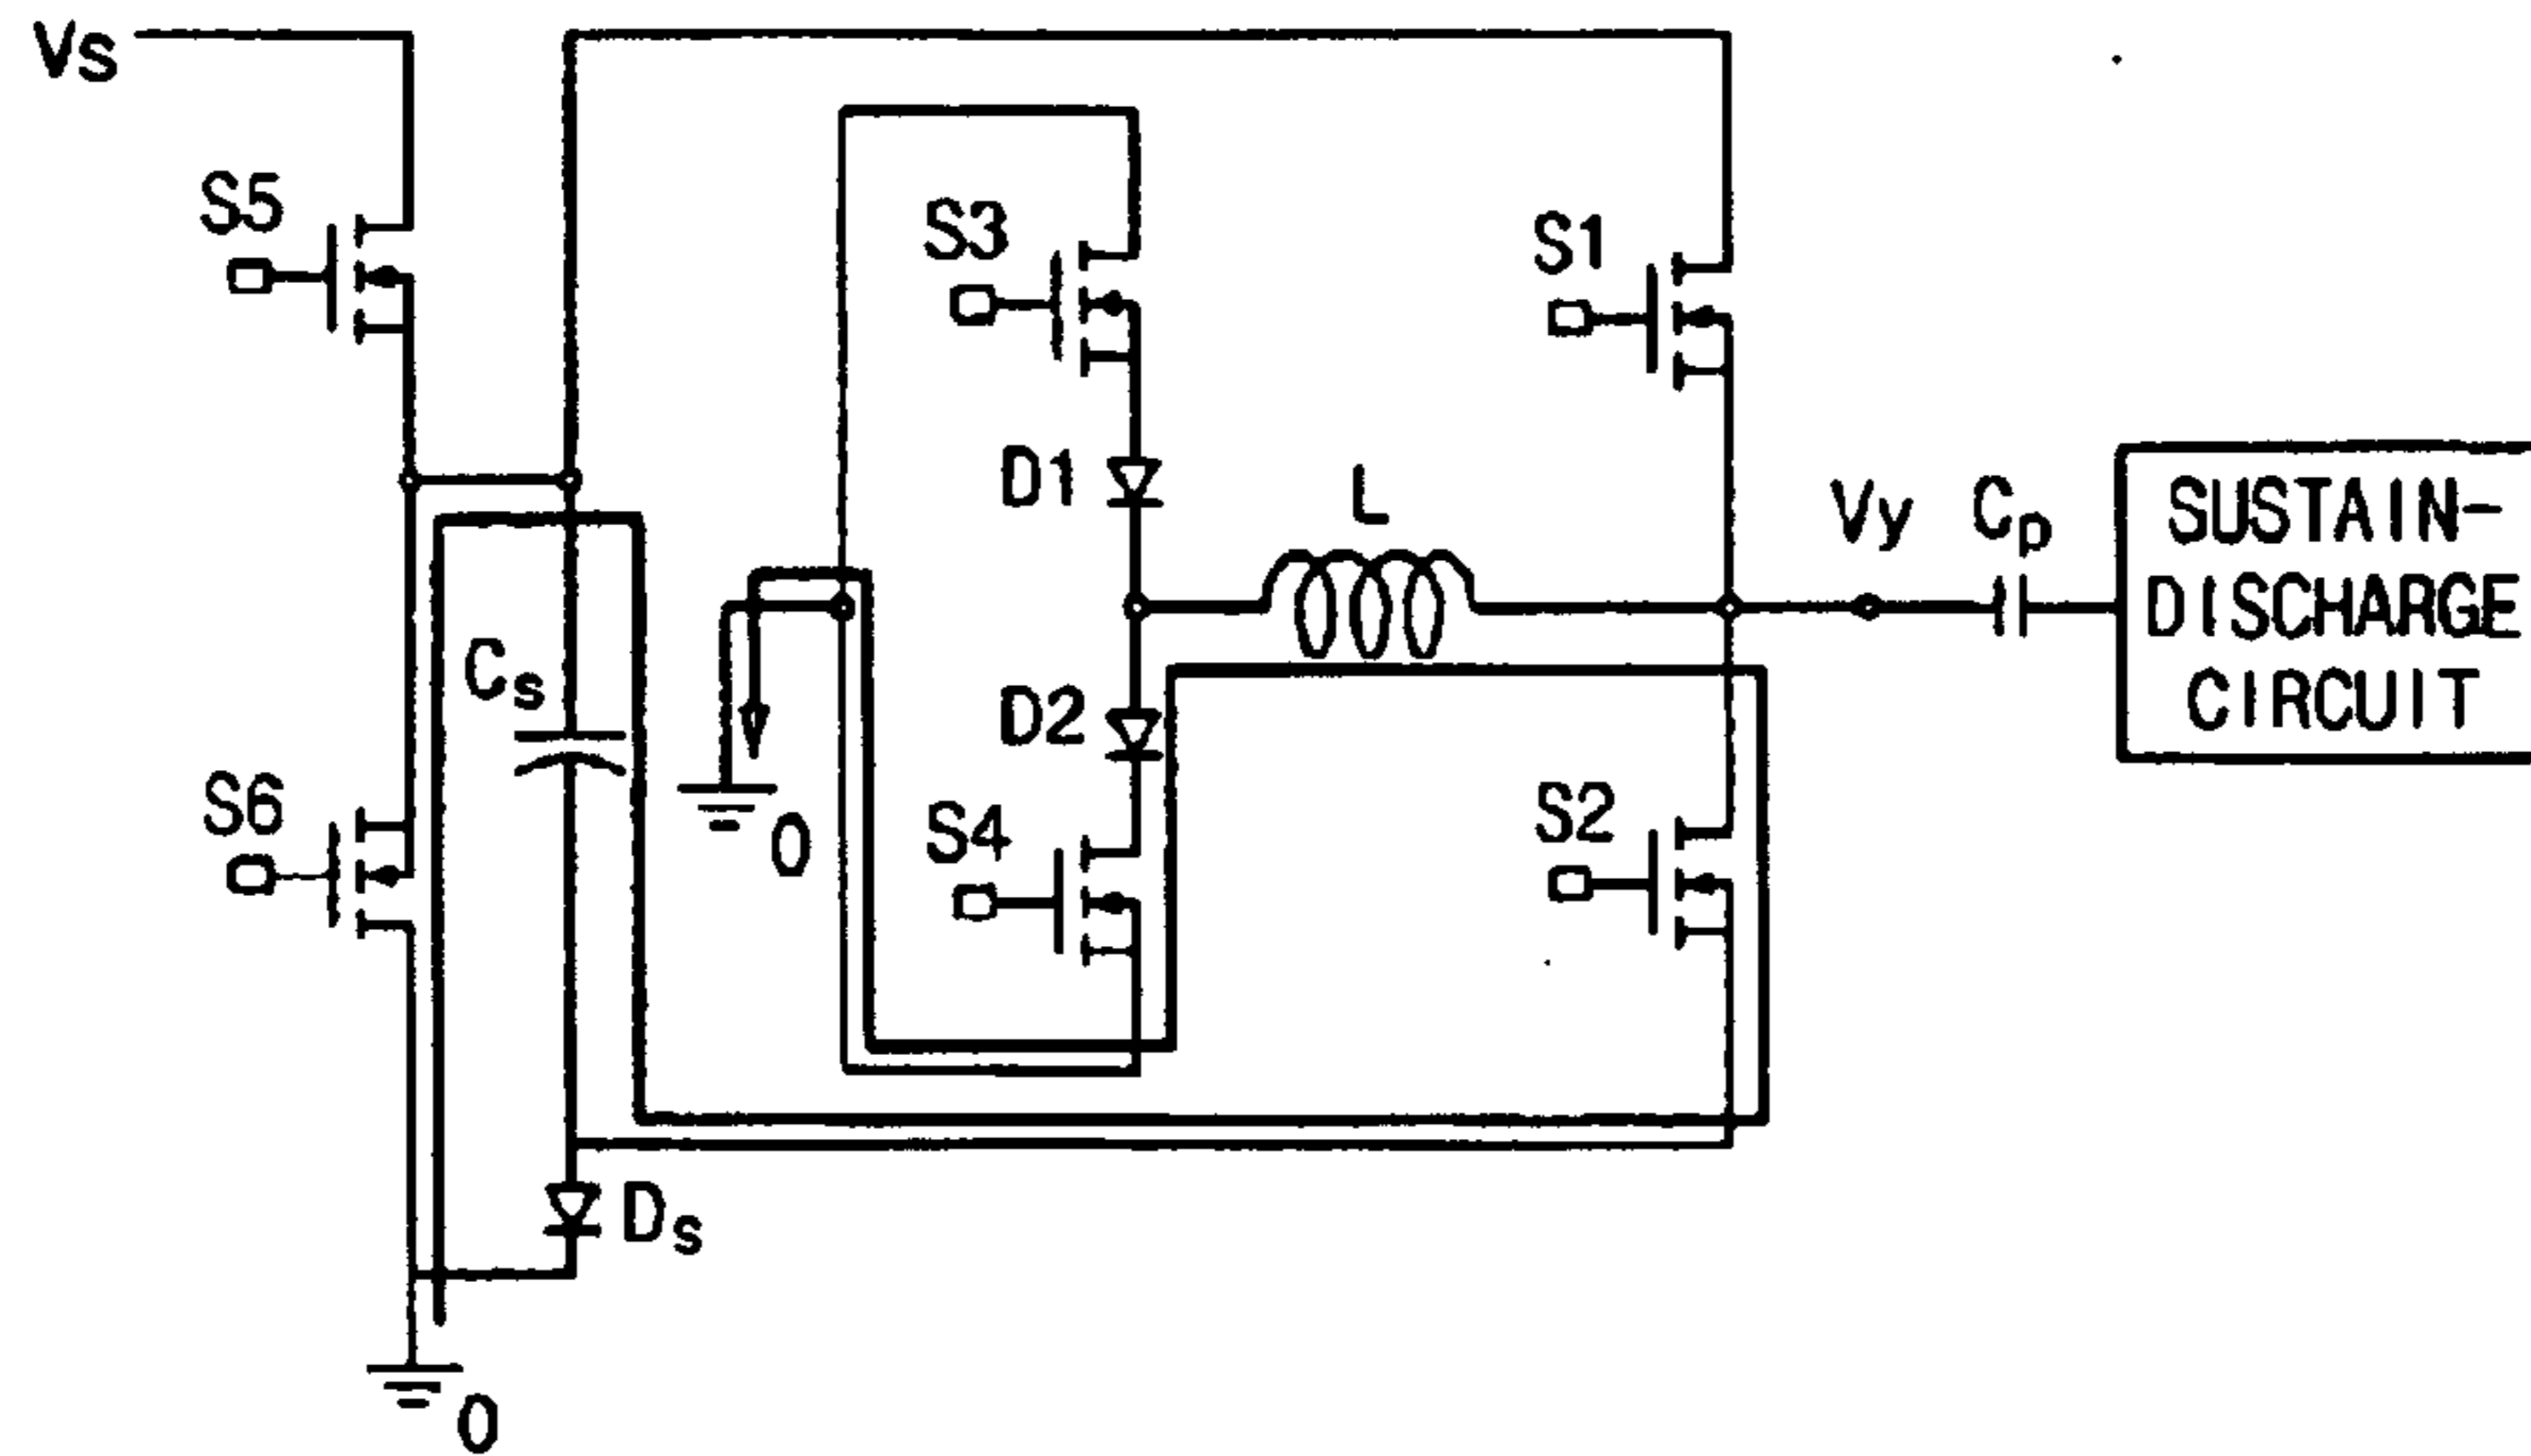 Vs
S5
S3
S1
D1
L
Vy
Cp
SUSTAIN-
DISCHARGE
CIRCUIT
Cs
D2
S6
0
S4
S2
Ds
0